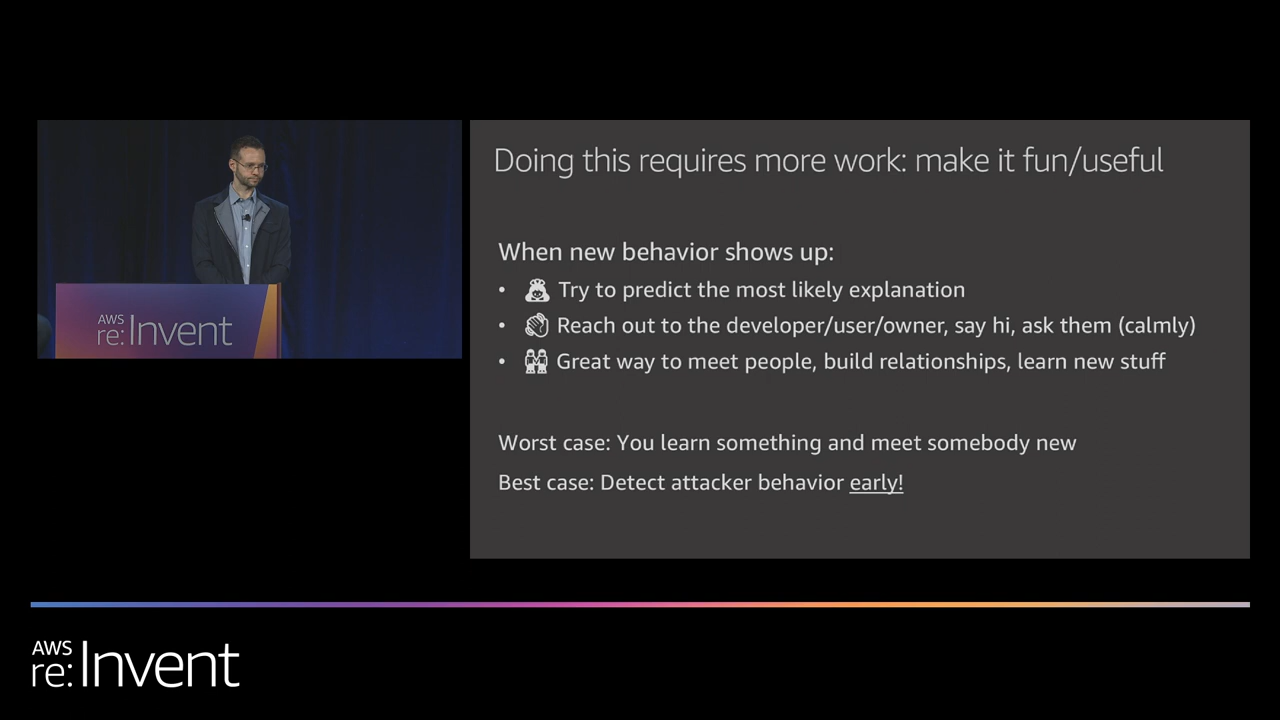 Doing this requires more work: make it fun/useful
When new behavior shows up:
• Try to predict the most likely explanation
• Reach out to the developer/user/owner, say hi, ask them (calmly)
• Great way to meet people, build relationships, learn new stuff
Worst case: You learn something and meet somebody new
Best case: Detect attacker behavior early!
AWS
re:Invent
AWS
re:Invent